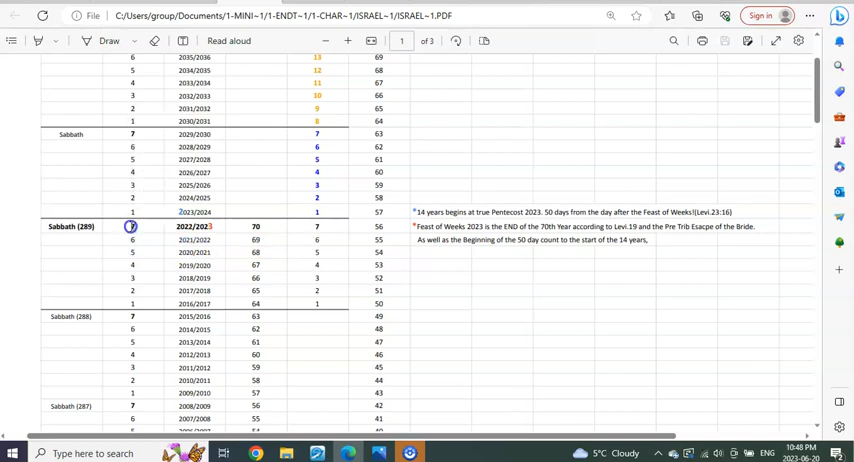 File
C:/Users/group/Documents/1-MINI~1/1-ENDT~1/1-CHAR~1/ISRAEL~1/ISRAEL~1.PDF
Sign in
Draw
Read aloud
1
of 3
6 2035/2036 13 69
5 2034/2035 12 68
4 2033/2034 11 67
3 2032/2033 10 66
2 2031/2032 9 65
1 2030/2031 8 64
Sabbath 7 2029/2030 7 63
6 2028/2029 6 62
5 2027/2028 5 61
4 2026/2027 4 60
3 2025/2026 3 59
2 2024/2025 2 58
1 2023/2024 1 57 *14 years begins at true Pentecost 2023. 50 days from the day after the Feast of Weeks!(Levi.23:16)
Sabbath (289) 7 2022/2023 70 7 56 *Feast of Weeks 2023 is the END of the 70th Year according to Levi.19 and the Pre Trib Esacpe of the Bride.
6 2021/2022 69 6 55 As well as the Beginning of the 50 day count to the start of the 14 years,
5 2020/2021 68 5 54
4 2019/2020 67 4 53
3 2018/2019 66 3 52
2 2017/2018 65 2 51
1 2016/2017 64 1 50
Sabbath (288) 7 2015/2016 63 49
6 2014/2015 62 48
5 2013/2014 61 47
4 2012/2013 60 46
3 2011/2012 59 45
2 2010/2011 58 44
1 2009/2010 57 43
Sabbath (287) 7 2008/2009 56 42
6 2007/2008 55 41
Type here to search
5°C Cloudy
ENG
10:48 PM
2023-06-20
2